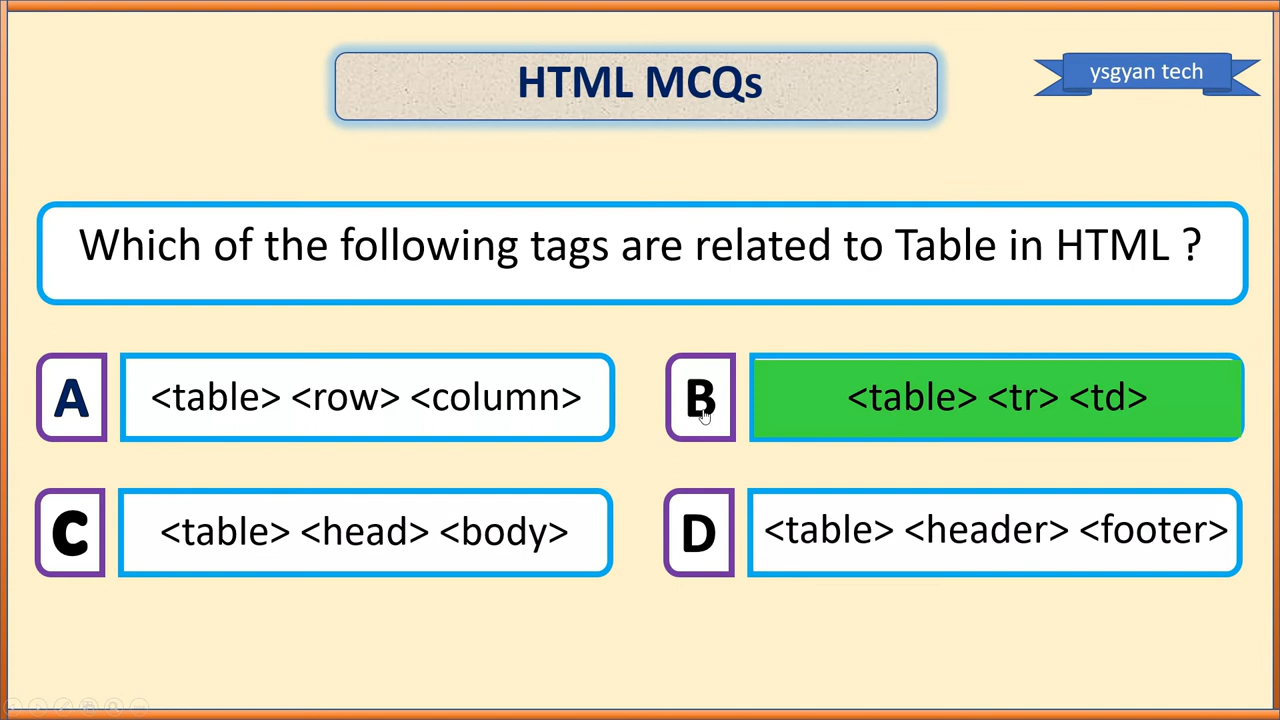 HTML MCQs
ysgyan tech
Which of the following tags are related to Table in HTML ?
A
<table> <row> <column>
B
<table> <tr> <td>
C
<table> <head> <body>
D
<table> <header> <footer>